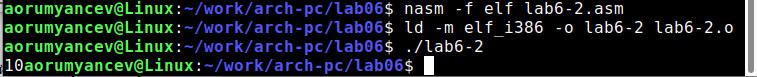 aorumyancev@Linux:~/work/arch-pc/lab06$ nasm -f elf lab6-2.asm
aorumyancev@Linux:~/work/arch-pc/lab06$ ld -m elf_i386 -o lab6-2 lab6-2.o
aorumyancev@Linux:~/work/arch-pc/lab06$ ./lab6-2
10aorumyancev@Linux:~/work/arch-pc/lab06$